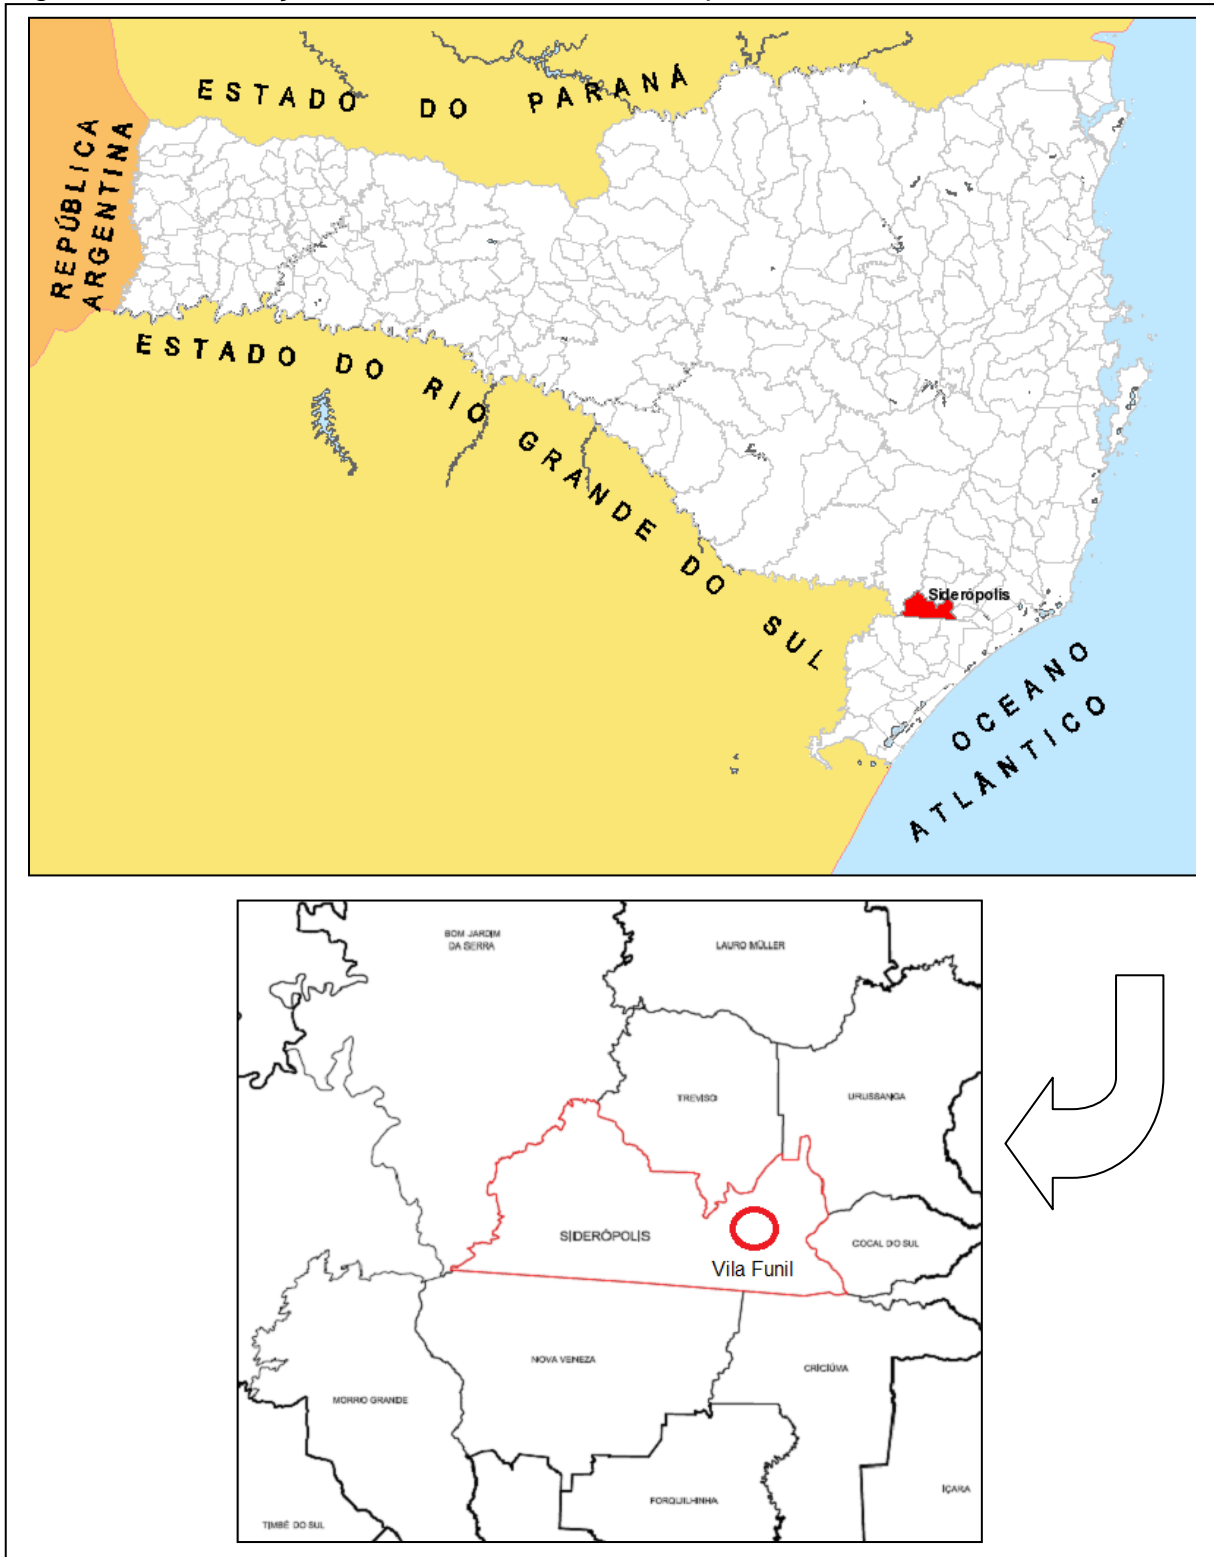 ESTADO DO PARANÁ
REPÚBLICA
ARGENTINA
ESTADO DO RIO GRANDE DO SUL
Siderópolis
OCEANO
ATLÂNTICO
BOM JARDIM
DA SERRA
LAURO MÜLLER
TREVISO
URUSSANGA
SIDERÓPOLIS
COCAL DO SUL
Vila Funil
NOVA VENEZA
CRICIÚMA
MORRO GRANDE
IÇARA
FORQUILHINHA
TIMBÉ DO SUL